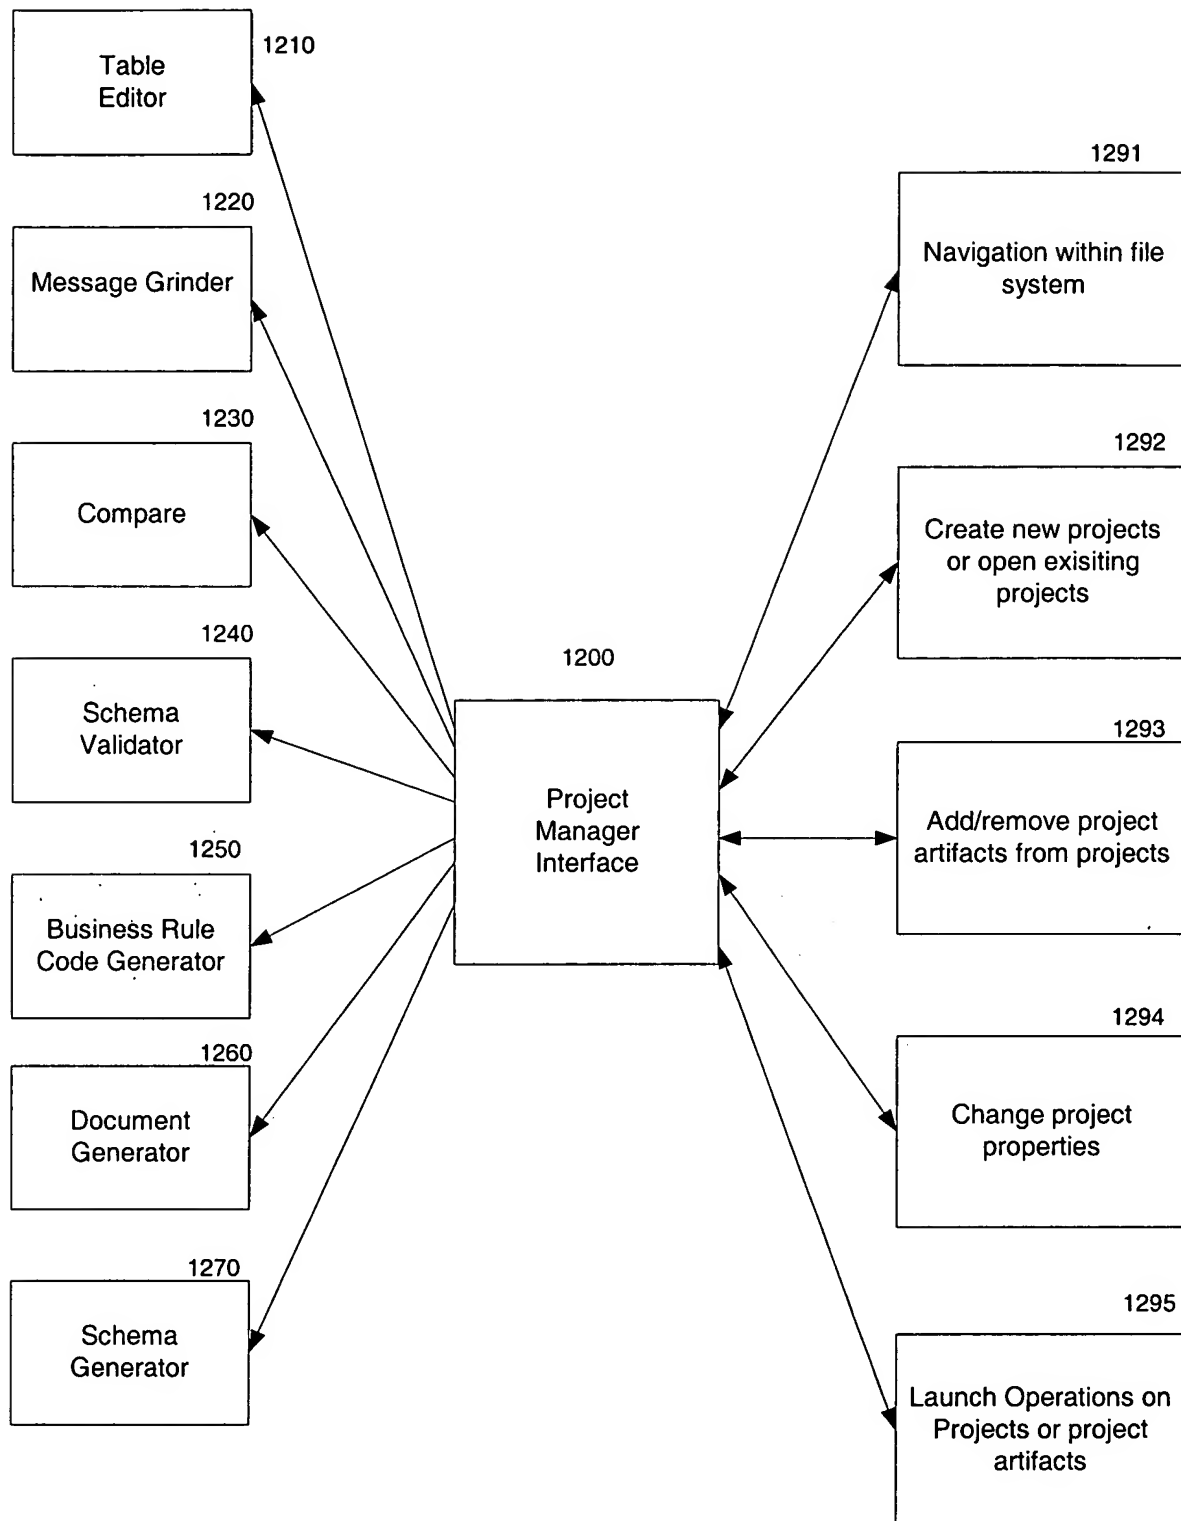 1210
Table
Editor
1220
Message Grinder
1230
Compare
1240
Schema
Validator
1250
Business Rule
Code Generator
1260
Document
Generator
1270
Schema
Generator
1200
Project
Manager
Interface
1291
Navigation within file
system
1292
Create new projects
or open exisiting
projects
1293
Add/remove project
artifacts from projects
1294
Change project
properties
1295
Launch Operations on
Projects or project
artifacts